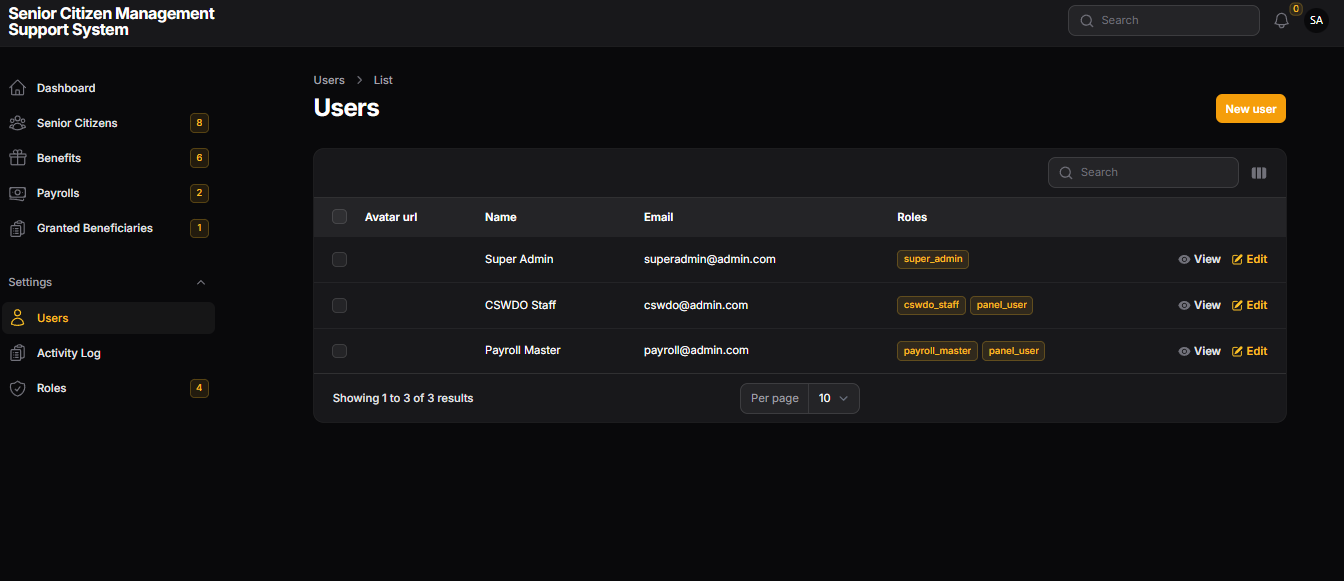 Senior Citizen Management
Support System
Search
0
SA
Dashboard
Senior Citizens 8
Benefits 6
Payrolls 2
Granted Beneficiaries 1
Settings
Users
Activity Log
Roles 4
Users > List
Users
New user
Search
Avatar url Name Email Roles
Super Admin superadmin@admin.com super_admin View Edit
CSWDO Staff cswdo@admin.com cswdo_staff panel_user View Edit
Payroll Master payroll@admin.com payroll_master panel_user View Edit
Showing 1 to 3 of 3 results Per page 10